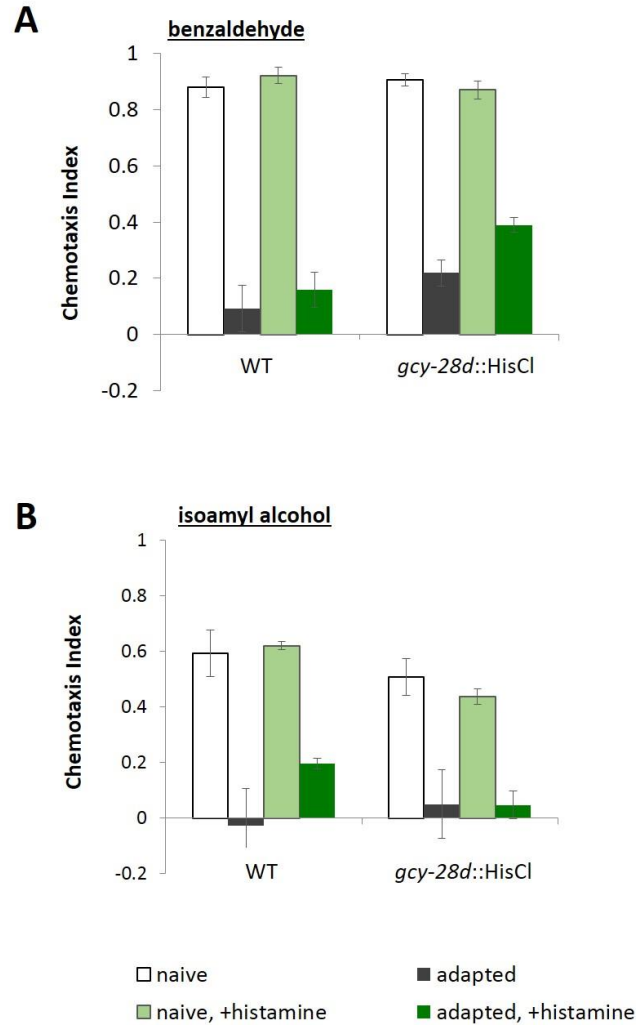 A
benzaldehyde
1
0.8
0.6
0.4
0.2
0
-0.2
Chemotaxis Index
WT
gcy-28d::HisCl
B
isoamyl alcohol
1
0.8
0.6
0.4
0.2
0
-0.2
Chemotaxis Index
WT
gcy-28d::HisCl
naive
adapted
naive, +histamine
adapted, +histamine